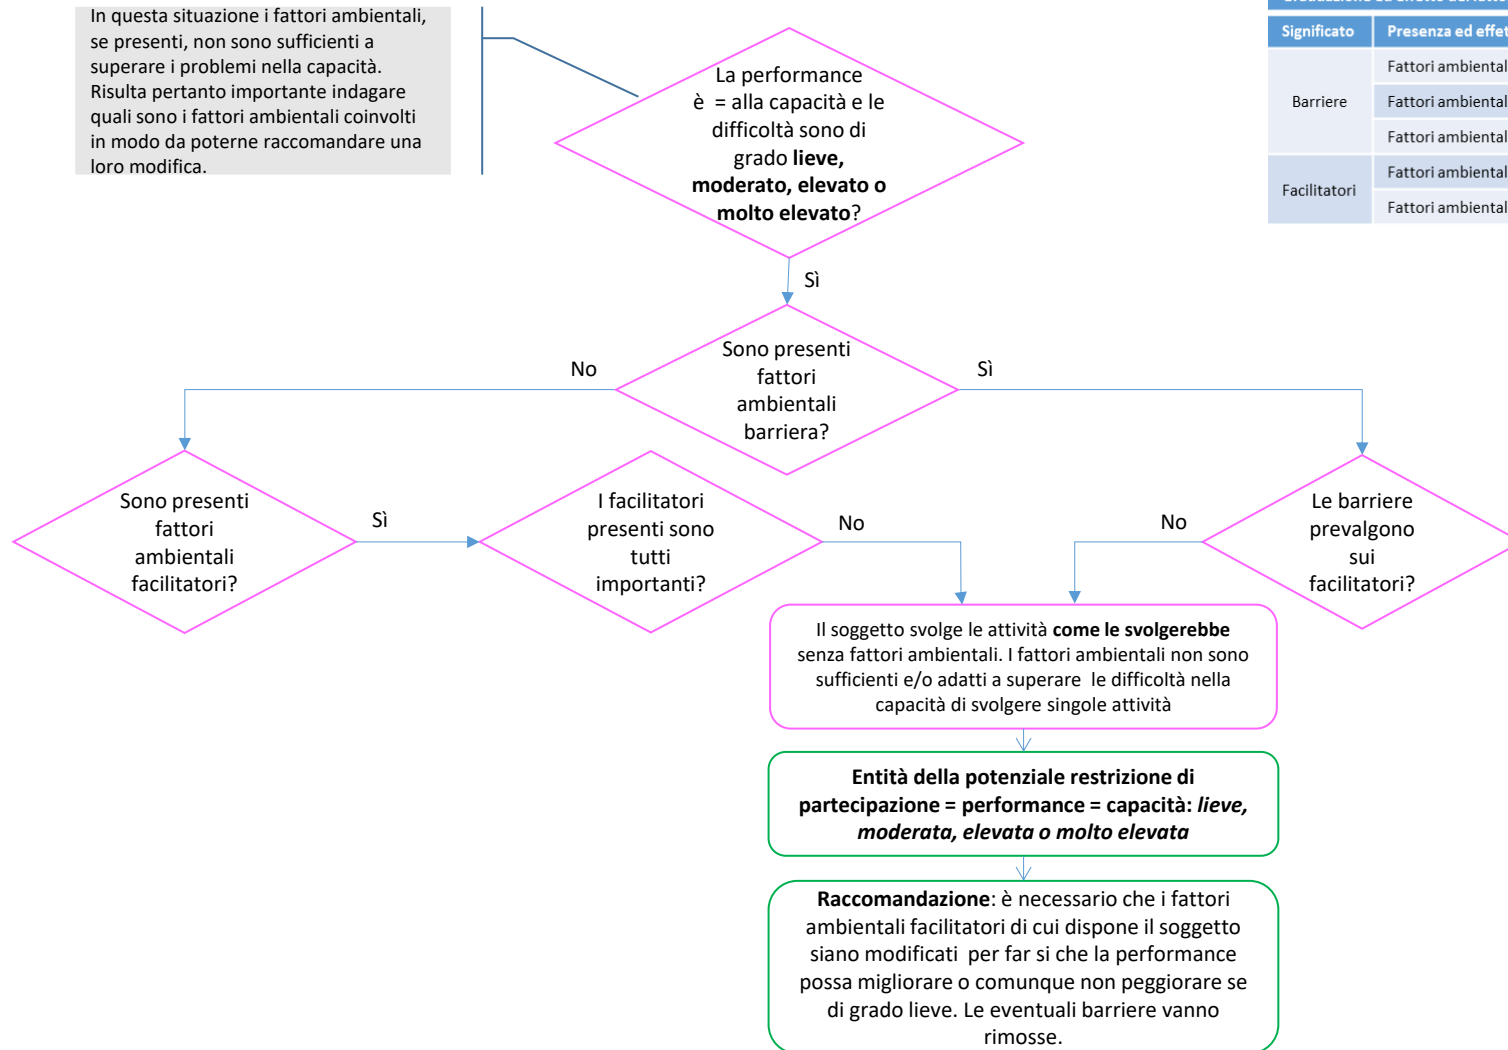 In questa situazione i fattori ambientali,
se presenti, non sono sufficienti a
superare i problemi nella capacità.
Risulta pertanto importante indagare
quali sono i fattori ambientali coinvolti
in modo da poterne raccomandare una
loro modifica.
La performance
è = alla capacità e le
difficoltà sono di
grado lieve,
moderato, elevato o
molto elevato?
Significato Presenza ed effet
Fattori ambiental
Barriere Fattori ambiental
Fattori ambiental
Facilitatori Fattori ambiental
Fattori ambiental
Sì
Sono presenti
fattori
ambientali
barriera?
No
Sì
Sono presenti
fattori
ambientali
facilitatori?
Sì
I facilitatori
presenti sono
tutti
importanti?
No
No
Le barriere
prevalgono
sui
facilitatori?
Il soggetto svolge le attività come le svolgerebbe
senza fattori ambientali. I fattori ambientali non sono
sufficienti e/o adatti a superare le difficoltà nella
capacità di svolgere singole attività
Entità della potenziale restrizione di
partecipazione = performance = capacità: lieve,
moderata, elevata o molto elevata
Raccomandazione: è necessario che i fattori
ambientali facilitatori di cui dispone il soggetto
siano modificati per far si che la performance
possa migliorare o comunque non peggiorare se
di grado lieve. Le eventuali barriere vanno
rimosse.